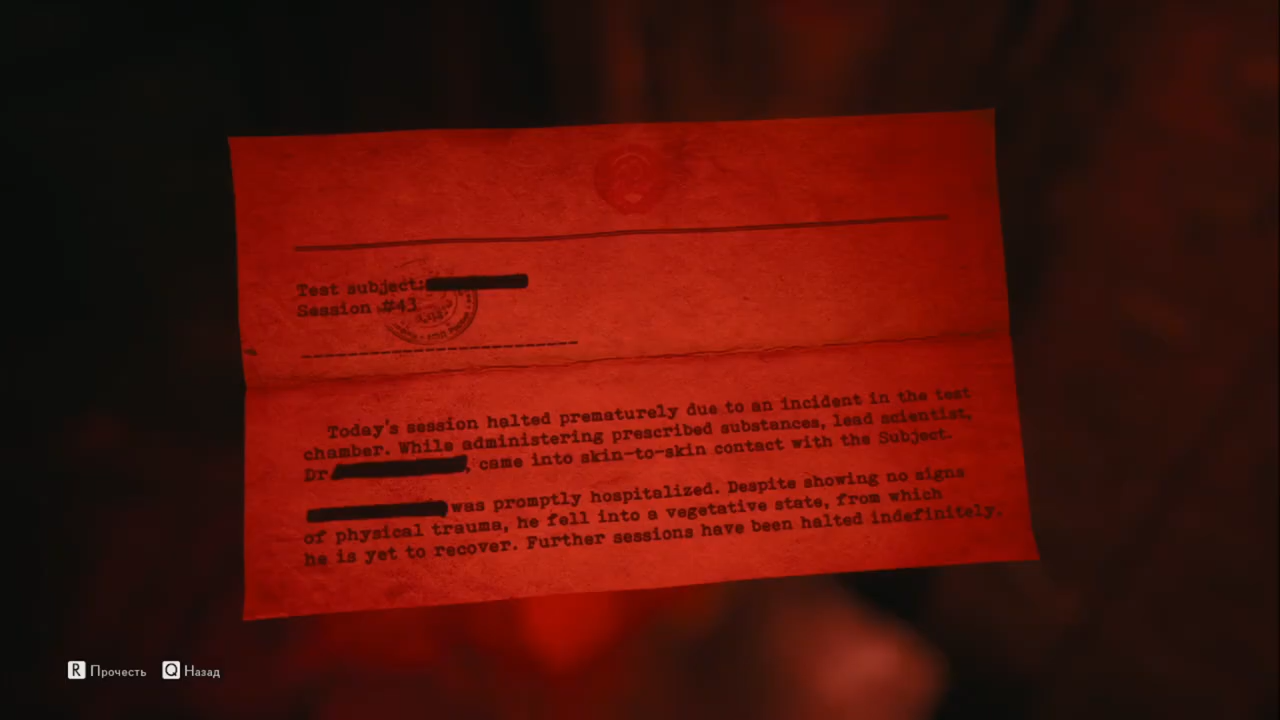 Test subject:
Session #43
Today's session halted prematurely due to an incident in the test
chamber. While administering prescribed substances, lead scientist,
Dr , came into skin-to-skin contact with the Subject.
was promptly hospitalized. Despite showing no signs
of physical trauma, he fell into a vegetative state, from which
he is yet to recover. Further sessions have been halted indefinitely.
R Прочесть Q Назад